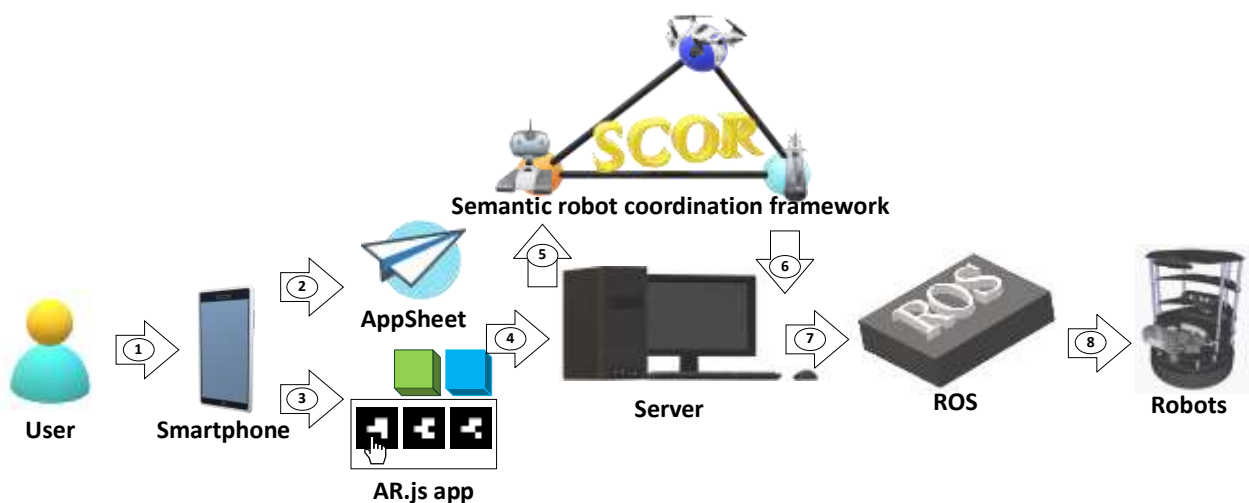 SCOR
Semantic robot coordination framework
5
6
2
AppSheet
1
4
7
ROS
8
3
User
Smartphone
Server
ROS
Robots
AR.js app